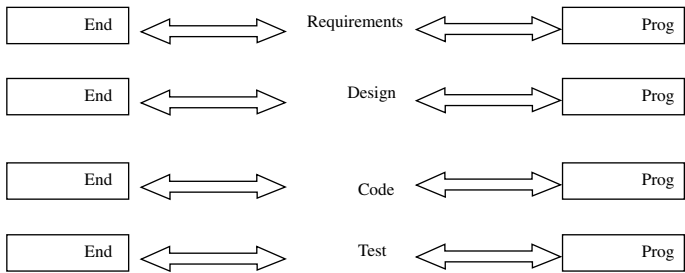 End Requirements Prog
End Design Prog
End Code Prog
End Test Prog